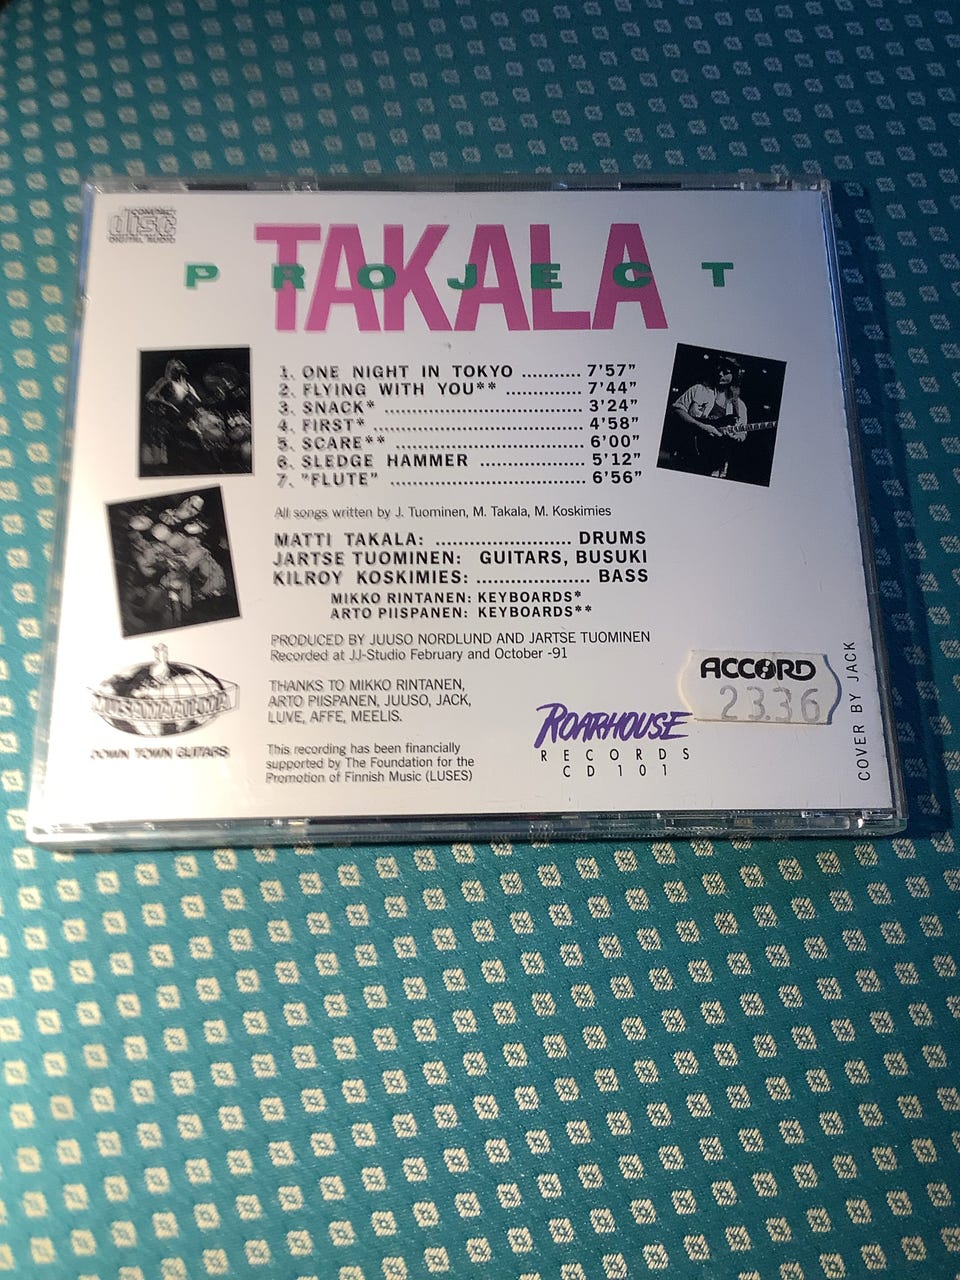 COMPACT
disc
DIGITAL AUDIO
TAKALA
PROJECT
1. ONE NIGHT IN TOKYO ........... 7'57"
2. FLYING WITH YOU** .............. 7'44"
3. SNACK* ..................................... 3'24"
4. FIRST* ....................................... 4'58"
5. SCARE** ................................... 6'00"
6. SLEDGE HAMMER ................... 5'12"
7. "FLUTE" .................................... 6'56"
All songs written by J. Tuominen, M. Takala, M. Koskimies
MATTI TAKALA: ......................... DRUMS
JARTSE TUOMINEN: GUITARS, BUSUKI
KILROY KOSKIMIES: .................... BASS
MIKKO RINTANEN: KEYBOARDS*
ARTO PIISPANEN: KEYBOARDS**
PRODUCED BY JUUSO NORDLUND AND JARTSE TUOMINEN
Recorded at JJ-Studio February and October -91
THANKS TO MIKKO RINTANEN,
ARTO PIISPANEN, JUUSO, JACK,
LUVE, AFFE, MEELIS.
This recording has been financially
supported by The Foundation for the
Promotion of Finnish Music (LUSES)
MUSAMAAILMA
DOWN TOWN GUITARS
ROARHOUSE
RECORDS
CD 101
ACCORD
23.36
COVER BY JACK